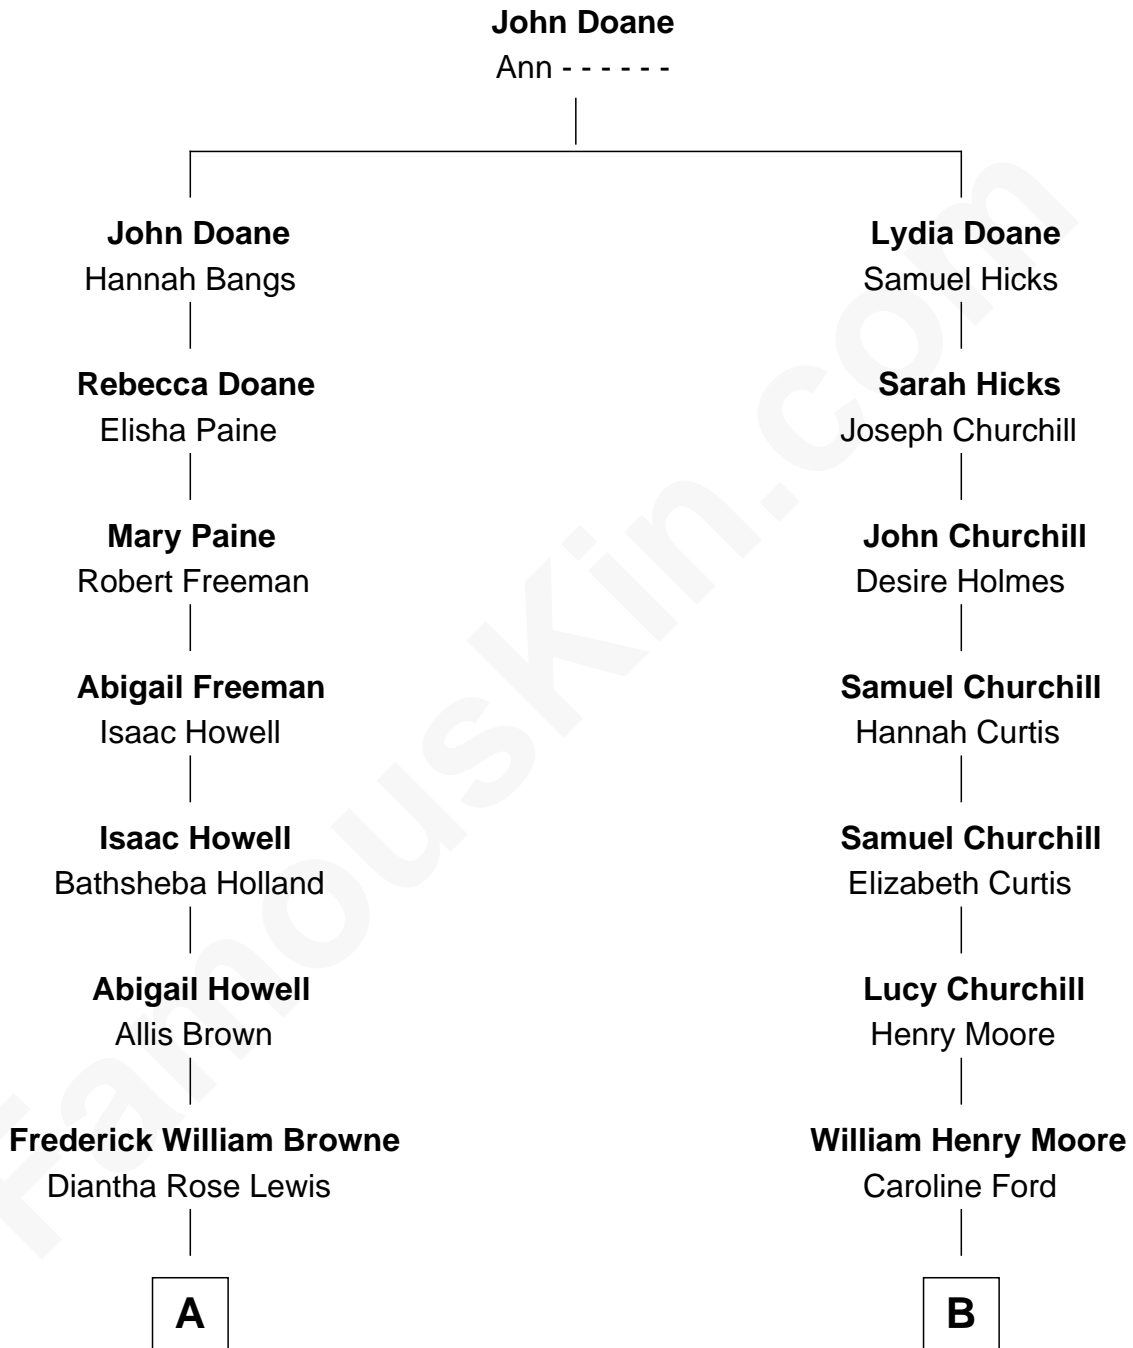 John Doane
Ann - - - - - -
John Doane
Hannah Bangs
Lydia Doane
Samuel Hicks
Rebecca Doane
Elisha Paine
Sarah Hicks
Joseph Churchill
Mary Paine
Robert Freeman
John Churchill
Desire Holmes
Abigail Freeman
Isaac Howell
Samuel Churchill
Hannah Curtis
Isaac Howell
Bathsheba Holland
Samuel Churchill
Elizabeth Curtis
Abigail Howell
Allis Brown
Lucy Churchill
Henry Moore
Frederick William Browne
Diantha Rose Lewis
William Henry Moore
Caroline Ford
A
B
FamousKin.com